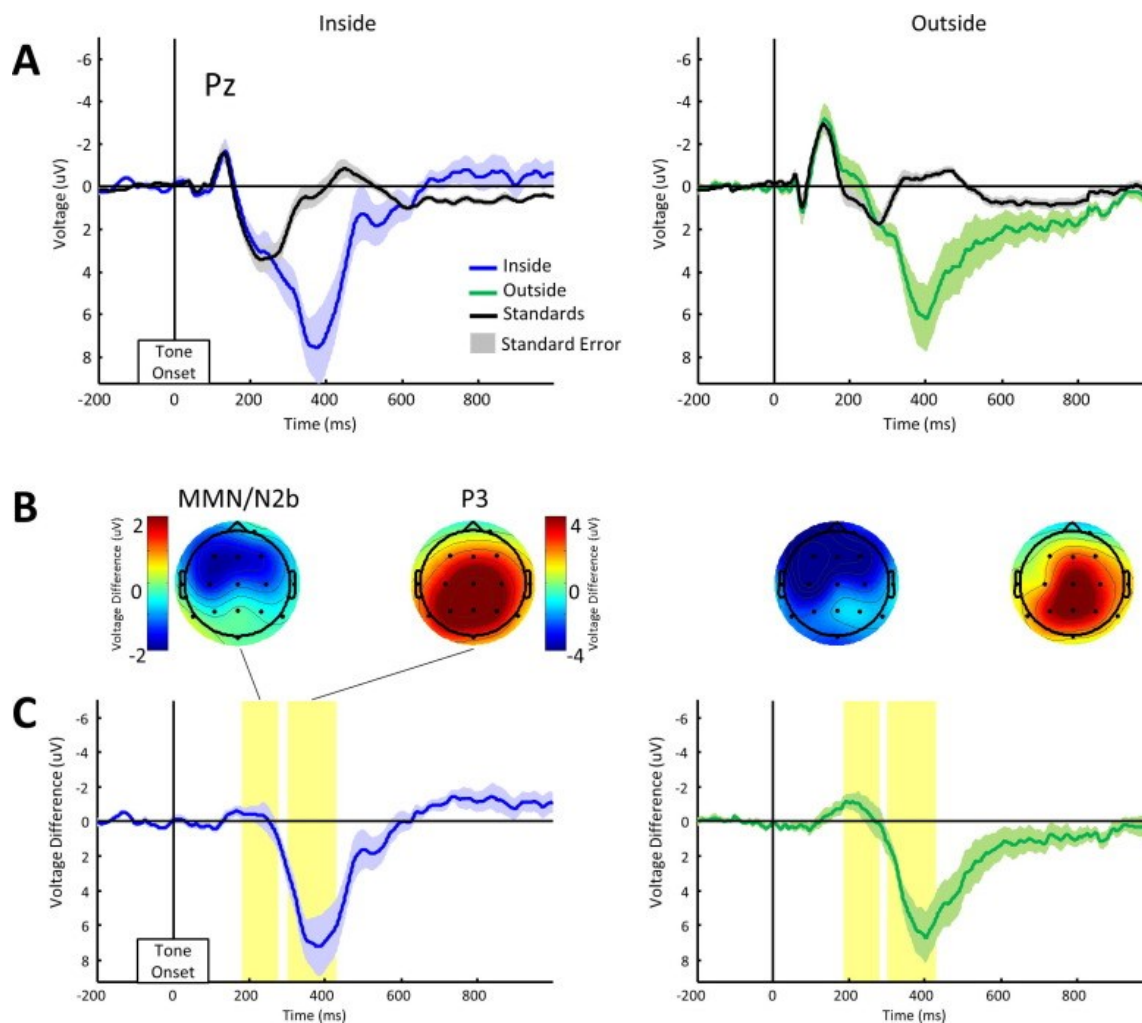 Inside
Outside
A
Pz
-6
-4
-2
0
2
4
6
8
Voltage (uV)
Inside
Outside
Standards
Standard Error
Tone
Onset
-200
0
200
400
600
800
Time (ms)
-6
-4
-2
0
2
4
6
8
Voltage (uV)
-200
0
200
400
600
800
Time (ms)
B
MMN/N2b
P3
2
0
-2
Voltage Difference (uV)
4
0
-4
Voltage Difference (uV)
C
-6
-4
-2
0
2
4
6
8
Voltage Difference (uV)
Tone
Onset
-200
0
200
400
600
800
Time (ms)
-6
-4
-2
0
2
4
6
8
Voltage Difference (uV)
-200
0
200
400
600
800
Time (ms)